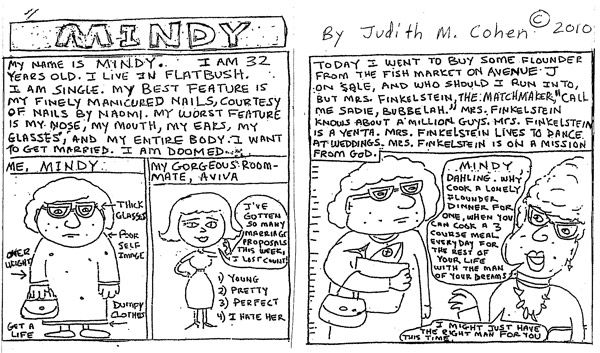 MINDY
By Judith M. Cohen © 2010
MY NAME IS MINDY. I AM 32
YEARS OLD. I LIVE IN FLATBUSH.
I AM SINGLE. MY BEST FEATURE IS
MY FINELY MANICURED NAILS, COURTESY
OF NAILS BY NAOMI. MY WORST FEATURE
IS MY NOSE, MY MOUTH, MY EARS, MY
GLASSES, AND MY ENTIRE BODY. I WANT
TO GET MARRIED. I AM DOOMED...
ME, MINDY
THICK
GLASSES
POOR
SELF
IMAGE
OVER
WEIGHT
DUMPY
CLOTHES
GET A
LIFE
MY GORGEOUS ROOM-
MATE, AVIVA
I'VE
GOTTEN
SO MANY
MARRIAGE
PROPOSALS
THIS WEEK,
I LOST COUNT!
1) YOUNG
2) PRETTY
3) PERFECT
4) I HATE HER
TODAY I WENT TO BUY SOME FLOUNDER
FROM THE FISH MARKET ON AVENUE J
ON SALE, AND WHO SHOULD I RUN INTO,
BUT MRS. FINKELSTEIN, THE MATCHMAKER, "CALL
ME SADIE, BUBBELAH." MRS. FINKELSTEIN
KNOWS ABOUT A MILLION GUYS. MRS. FINKELSTEIN
IS A YENTA. MRS. FINKELSTEIN LIVES TO DANCE
AT WEDDINGS. MRS. FINKELSTEIN IS ON A MISSION
FROM GOD.
MINDY
DAHLING. WHY
COOK A LONELY
FLOUNDER
DINNER FOR
ONE, WHEN YOU
CAN COOK A 3
COURSE MEAL
EVERYDAY FOR
THE REST OF
YOUR LIFE
WITH THE MAN
OF YOUR DREAMS?
I MIGHT JUST HAVE
THE RIGHT MAN FOR YOU
THIS TIME